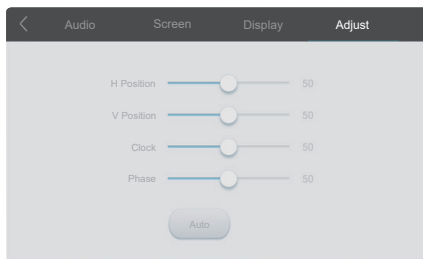 Audio Screen Display Adjust
H Position 50
V Position 50
Clock 50
Phase 50
Auto